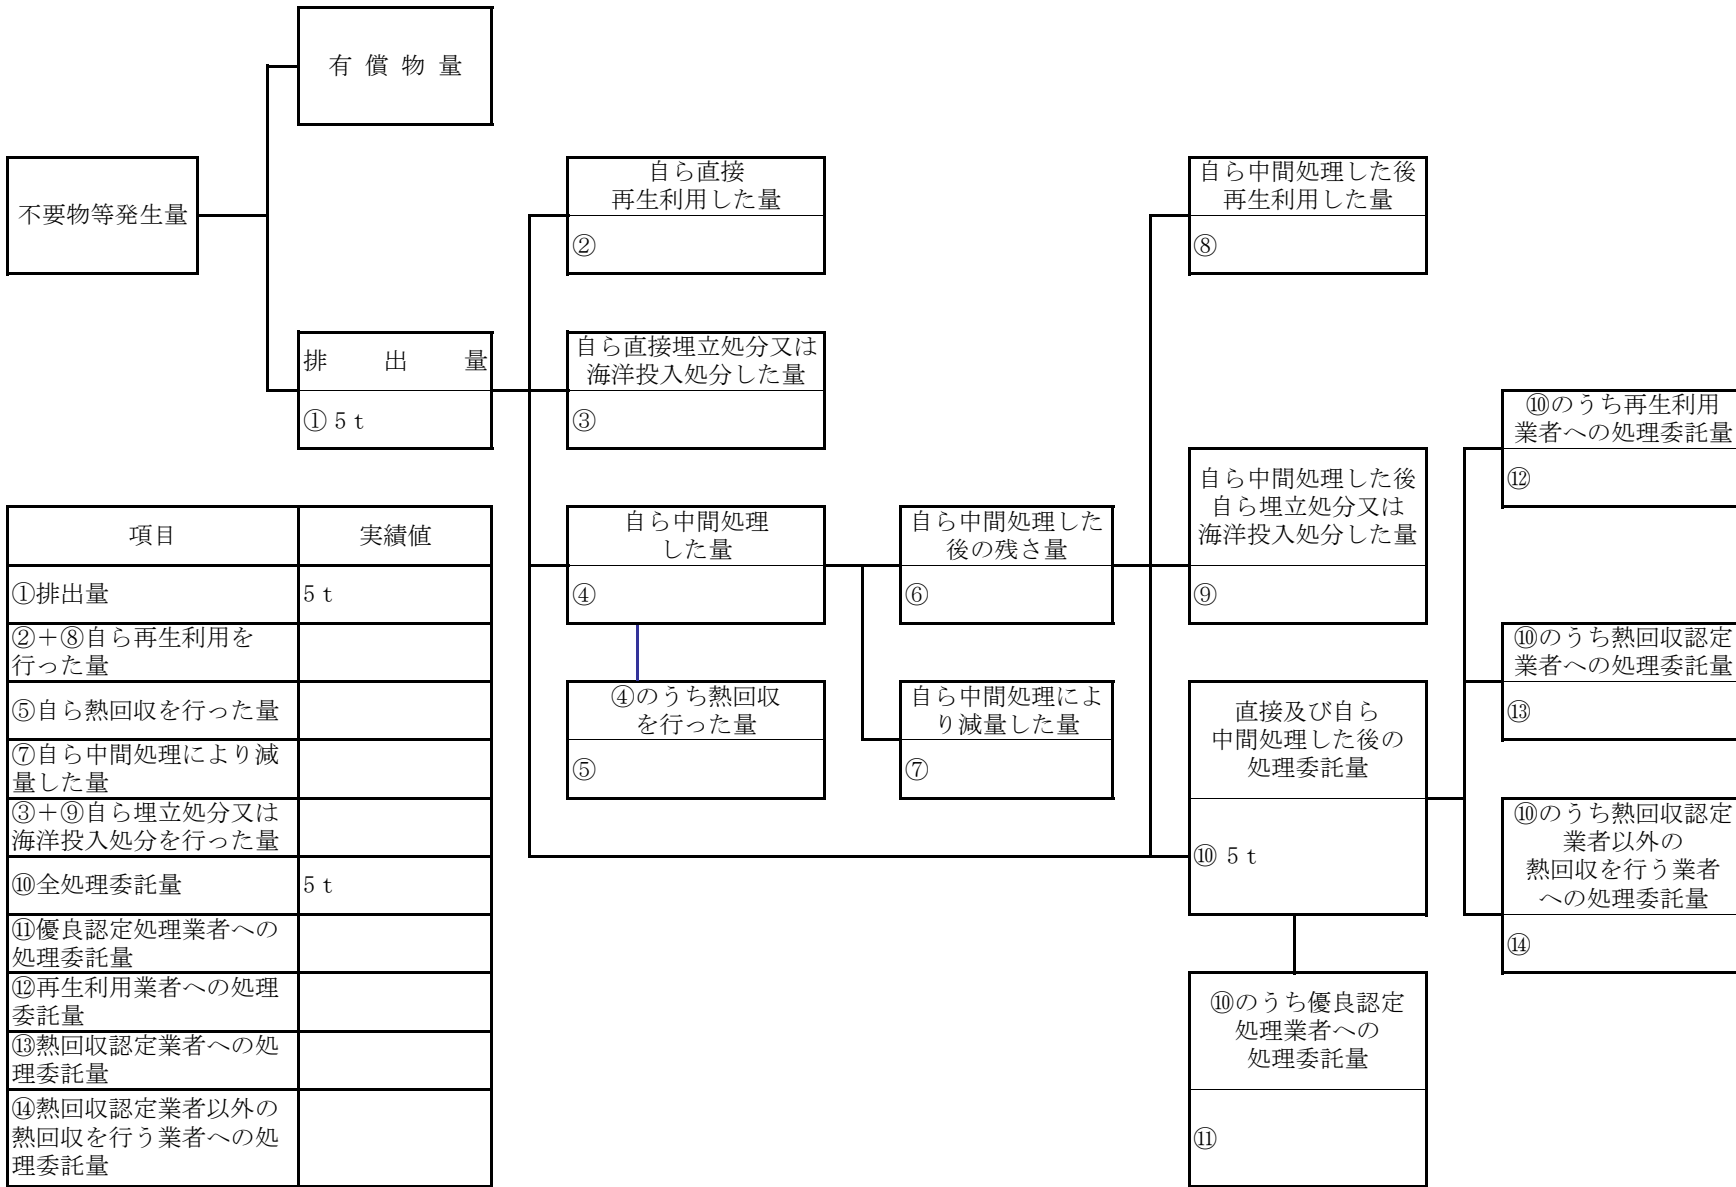 有 償 物 量
不要物等発生量
自ら直接
再生利用した量
②
自ら中間処理した後
再生利用した量
⑧
排 出 量
① 5 t
自ら直接埋立処分又は
海洋投入処分した量
③
⑩のうち再生利用
業者への処理委託量
⑫
自ら中間処理
した量
④
自ら中間処理した
後の残さ量
⑥
自ら中間処理した後
自ら埋立処分又は
海洋投入処分した量
⑨
⑩のうち熱回収認定
業者への処理委託量
⑬
④のうち熱回収
を行った量
⑤
自ら中間処理によ
り減量した量
⑦
直接及び自ら
中間処理した後の
処理委託量
⑩ 5 t
⑩のうち熱回収認定
業者以外の
熱回収を行う業者
への処理委託量
⑭
⑩のうち優良認定
処理業者への
処理委託量
⑪
項目 実績値
①排出量 5 t
②＋⑧自ら再生利用を
行った量
⑤自ら熱回収を行った量
⑦自ら中間処理により減
量した量
③＋⑨自ら埋立処分又は
海洋投入処分を行った量
⑩全処理委託量 5 t
⑪優良認定処理業者への
処理委託量
⑫再生利用業者への処理
委託量
⑬熱回収認定業者への処
理委託量
⑭熱回収認定業者以外の
熱回収を行う業者への処
理委託量